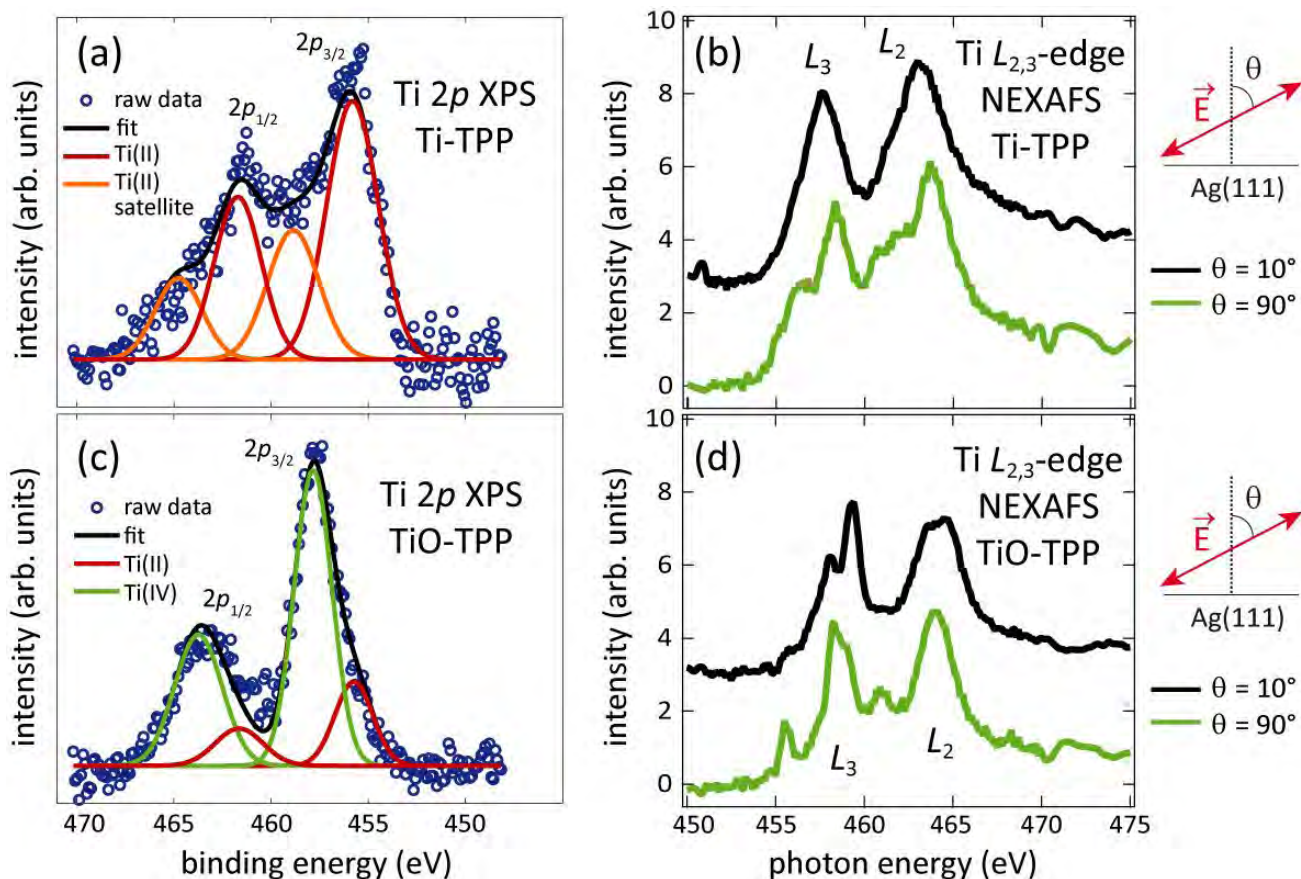 (a)
2p3/2
Ti 2p XPS
Ti-TPP
raw data
2p1/2
fit
Ti(II)
Ti(II)
satellite
intensity (arb. units)
10
8
6
4
2
0
intensity (arb. units)
(b)
L3
L2
Ti L2,3-edge
NEXAFS
Ti-TPP
θ
E
Ag(111)
θ = 10°
θ = 90°
(c)
2p3/2
Ti 2p XPS
TiO-TPP
raw data
fit
Ti(II)
Ti(IV)
2p1/2
intensity (arb. units)
470 465 460 455 450
binding energy (eV)
10
8
6
4
2
0
intensity (arb. units)
(d)
Ti L2,3-edge
NEXAFS
TiO-TPP
L3
L2
450 455 460 465 470 475
photon energy (eV)
θ
E
Ag(111)
θ = 10°
θ = 90°